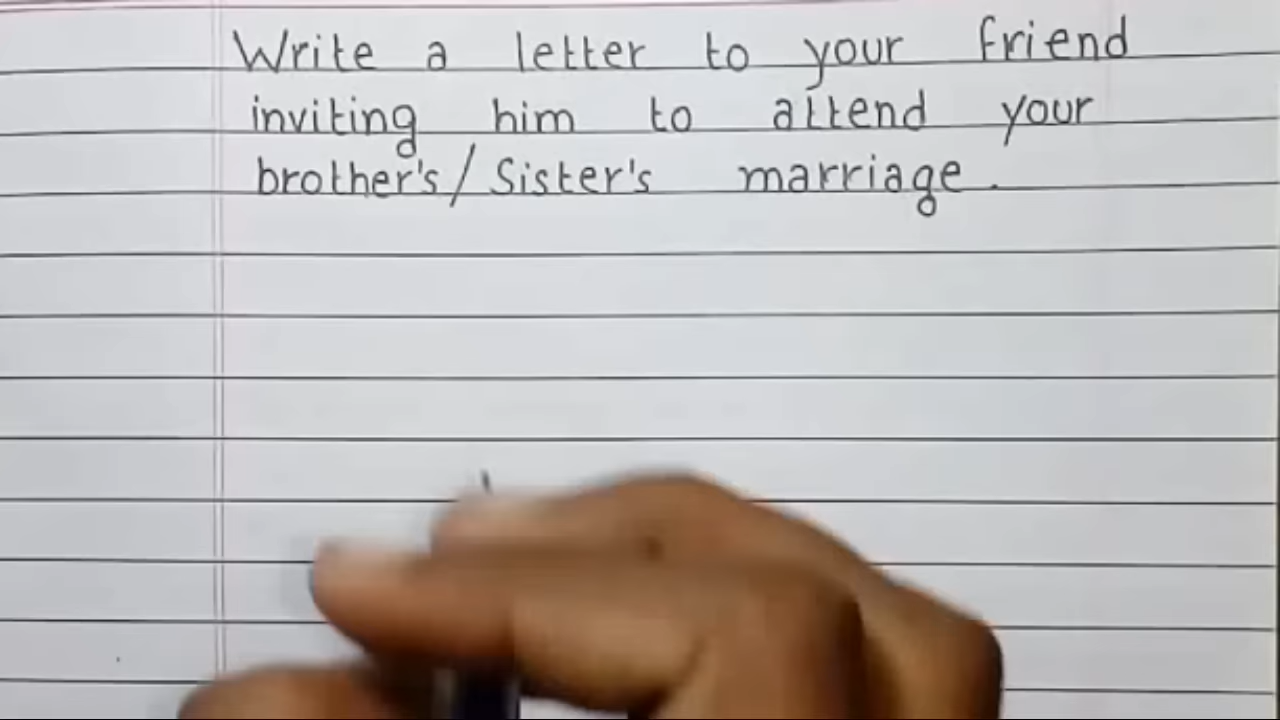 Write a letter to your friend
inviting him to attend your
brother's/Sister's marriage.